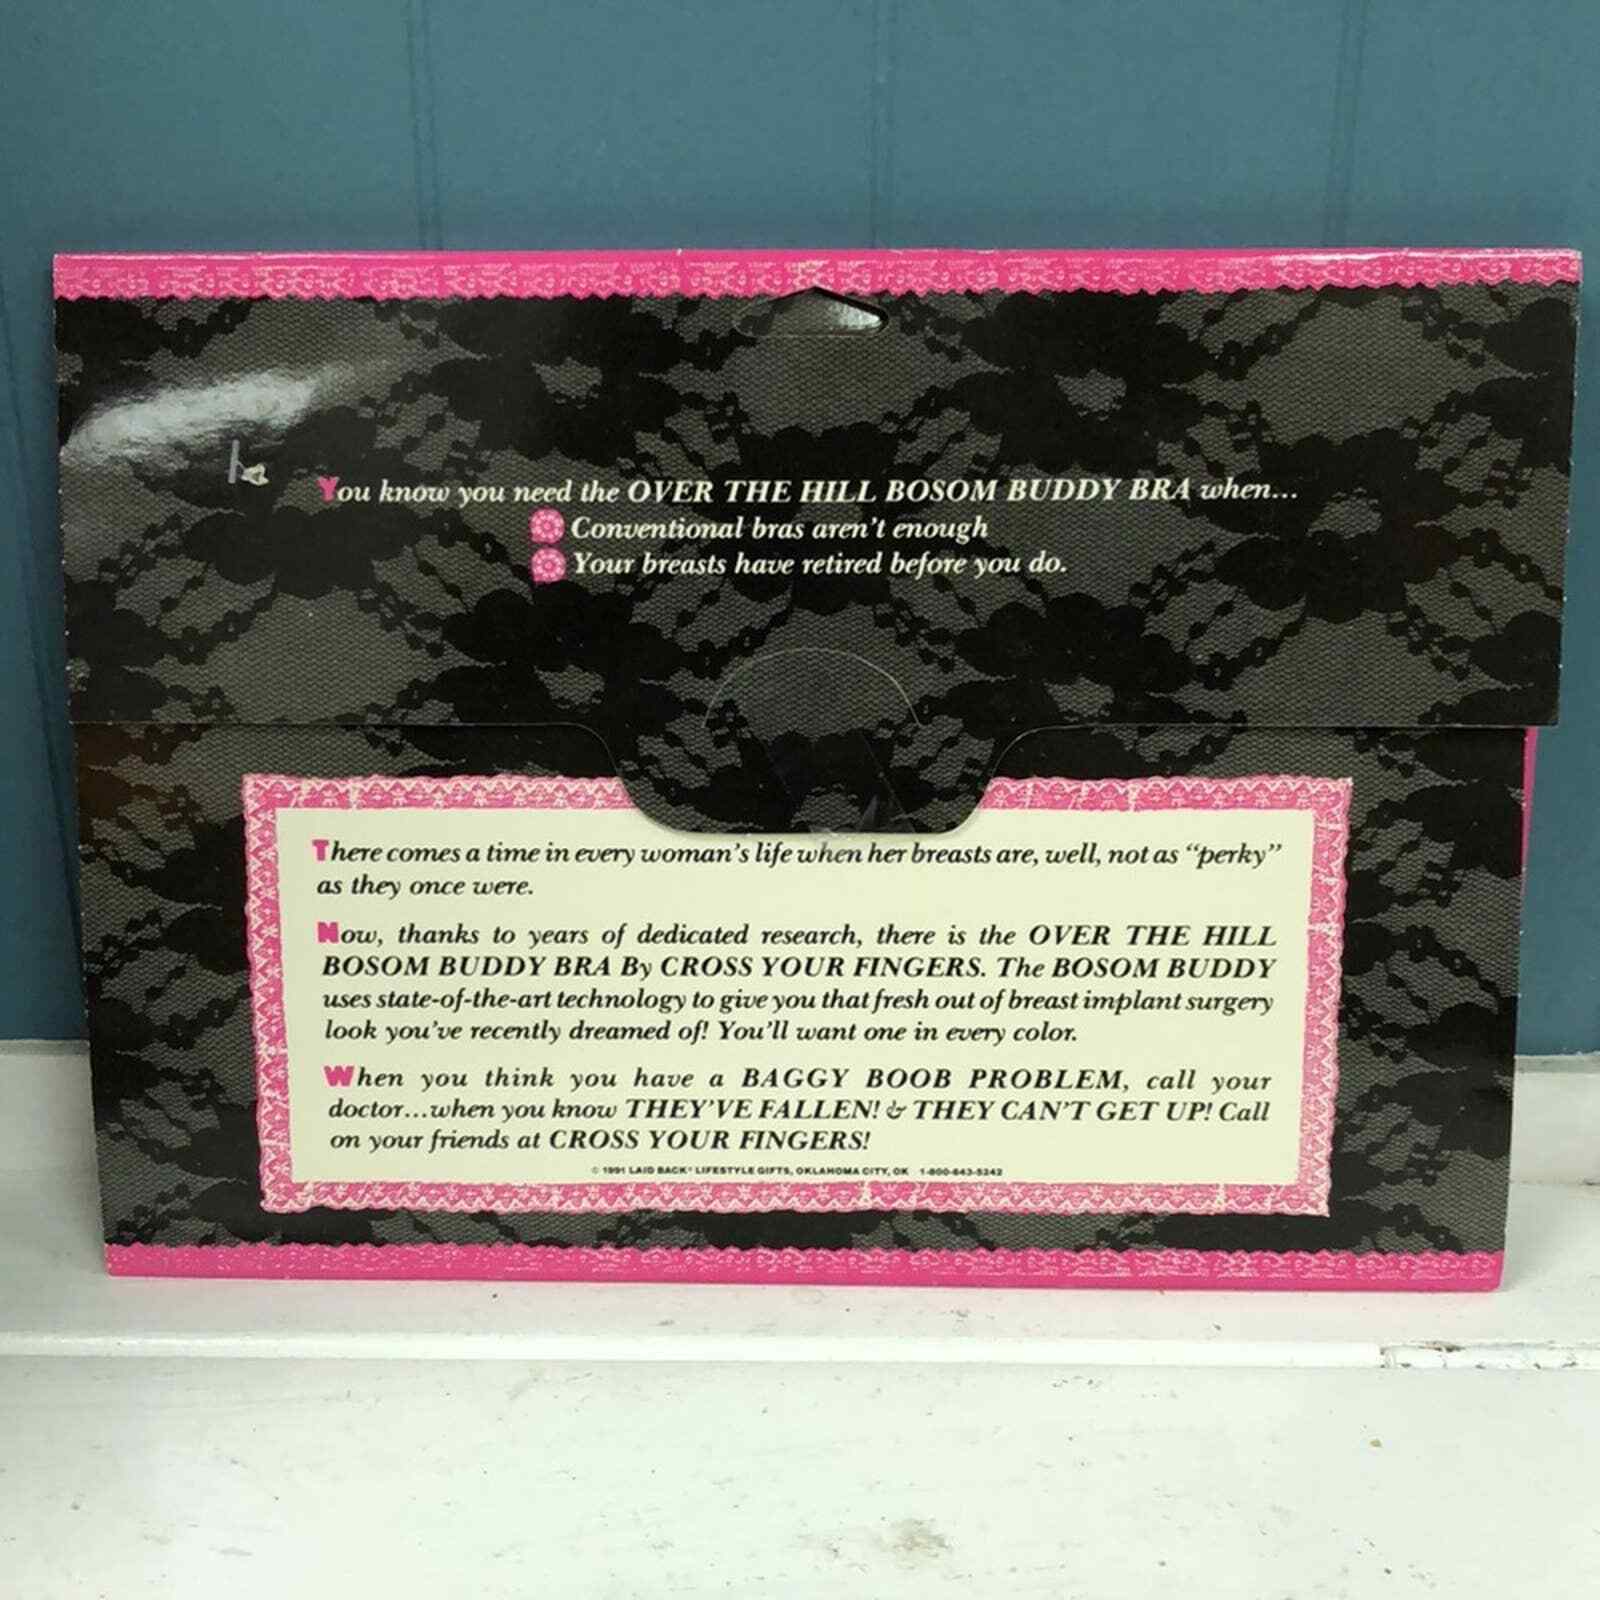 You know you need the OVER THE HILL BOSOM BUDDY BRA when...
Conventional bras aren't enough
Your breasts have retired before you do.
There comes a time in every woman's life when her breasts are, well, not as "perky"
as they once were.
Now, thanks to years of dedicated research, there is the OVER THE HILL
BOSOM BUDDY BRA By CROSS YOUR FINGERS. The BOSOM BUDDY
uses state-of-the-art technology to give you that fresh out of breast implant surgery
look you've recently dreamed of! You'll want one in every color.
When you think you have a BAGGY BOOB PROBLEM, call your
doctor...when you know THEY'VE FALLEN! & THEY CAN'T GET UP! Call
on your friends at CROSS YOUR FINGERS!
© 1991 LAID BACK® LIFESTYLE GIFTS, OKLAHOMA CITY, OK 1-800-643-5242